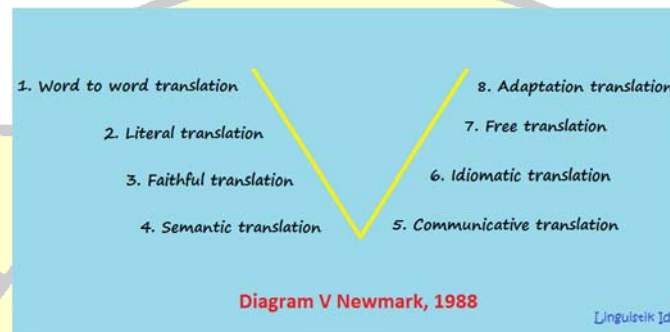 1. Word to word translation
2. Literal translation
3. Faithful translation
4. Semantic translation
8. Adaptation translation
7. Free translation
6. Idiomatic translation
5. Communicative translation
Diagram V Newmark, 1988
Linguistik Id